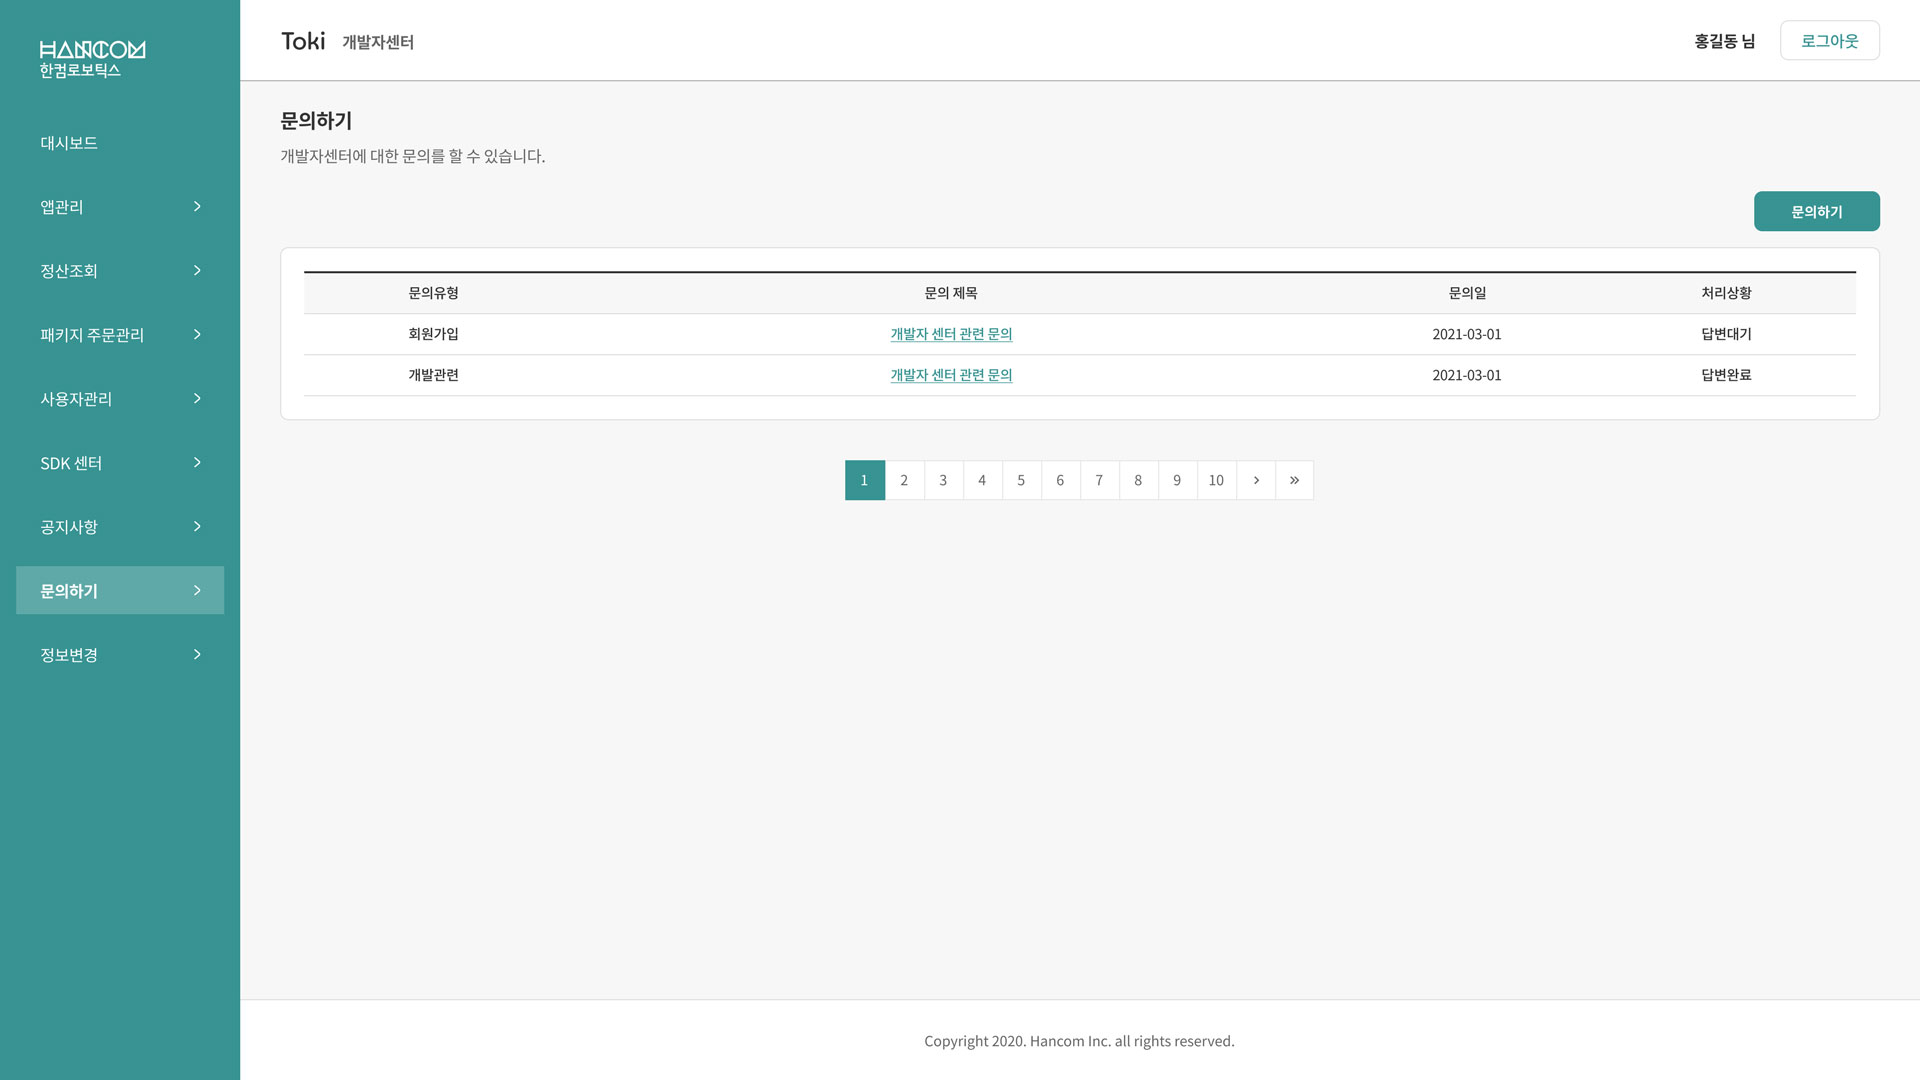 HANCOM
한컴로보틱스
대시보드
앱관리
정산조회
패키지 주문관리
사용자관리
SDK 센터
공지사항
문의하기
정보변경
Toki 개발자센터
홍길동 님 로그아웃
문의하기
개발자센터에 대한 문의를 할 수 있습니다.
문의하기
문의유형 문의 제목 문의일 처리상황
회원가입 개발자 센터 관련 문의 2021-03-01 답변대기
개발관련 개발자 센터 관련 문의 2021-03-01 답변완료
1 2 3 4 5 6 7 8 9 10 › »
Copyright 2020. Hancom Inc. all rights reserved.